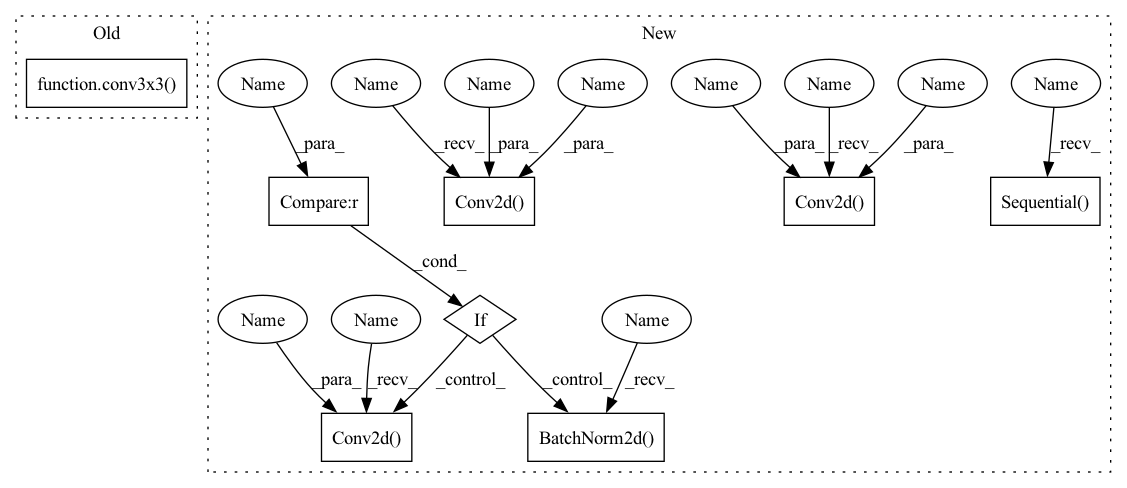 Old
New
function.conv3x3()
Name
Name
Name
Name
Name
Name
Name
Name
_para_
_recv_
_para_
_para_
_para_
_recv_
_para_
_recv_
Compare:r
Conv2d()
Conv2d()
Sequential()
_cond_
Name
Name
If
Name
_para_
_recv_
_control_
_control_
_recv_
Conv2d()
BatchNorm2d()